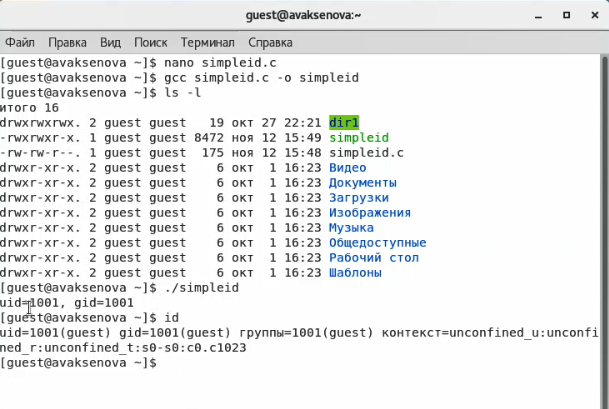 guest@avaksenova:~
Файл Правка Вид Поиск Терминал Справка
[guest@avaksenova ~]$ nano simpleid.c
[guest@avaksenova ~]$ gcc simpleid.c -o simpleid
[guest@avaksenova ~]$ ls -l
итого 16
drwxrwxrwx. 2 guest guest   19 окт 27 22:21 dir1
-rwxrwxr-x. 1 guest guest 8472 ноя 12 15:49 simpleid
-rw-rw-r--. 1 guest guest  175 ноя 12 15:48 simpleid.c
drwxr-xr-x. 2 guest guest    6 окт  1 16:23 Видео
drwxr-xr-x. 2 guest guest    6 окт  1 16:23 Документы
drwxr-xr-x. 2 guest guest    6 окт  1 16:23 Загрузки
drwxr-xr-x. 2 guest guest    6 окт  1 16:23 Изображения
drwxr-xr-x. 2 guest guest    6 окт  1 16:23 Музыка
drwxr-xr-x. 2 guest guest    6 окт  1 16:23 Общедоступные
drwxr-xr-x. 2 guest guest    6 окт  1 16:23 Рабочий стол
drwxr-xr-x. 2 guest guest    6 окт  1 16:23 Шаблоны
[guest@avaksenova ~]$ ./simpleid
uid=1001, gid=1001
[guest@avaksenova ~]$ id
uid=1001(guest) gid=1001(guest) группы=1001(guest) контекст=unconfined_u:unconfi
ned_r:unconfined_t:s0-s0:c0.c1023
[guest@avaksenova ~]$